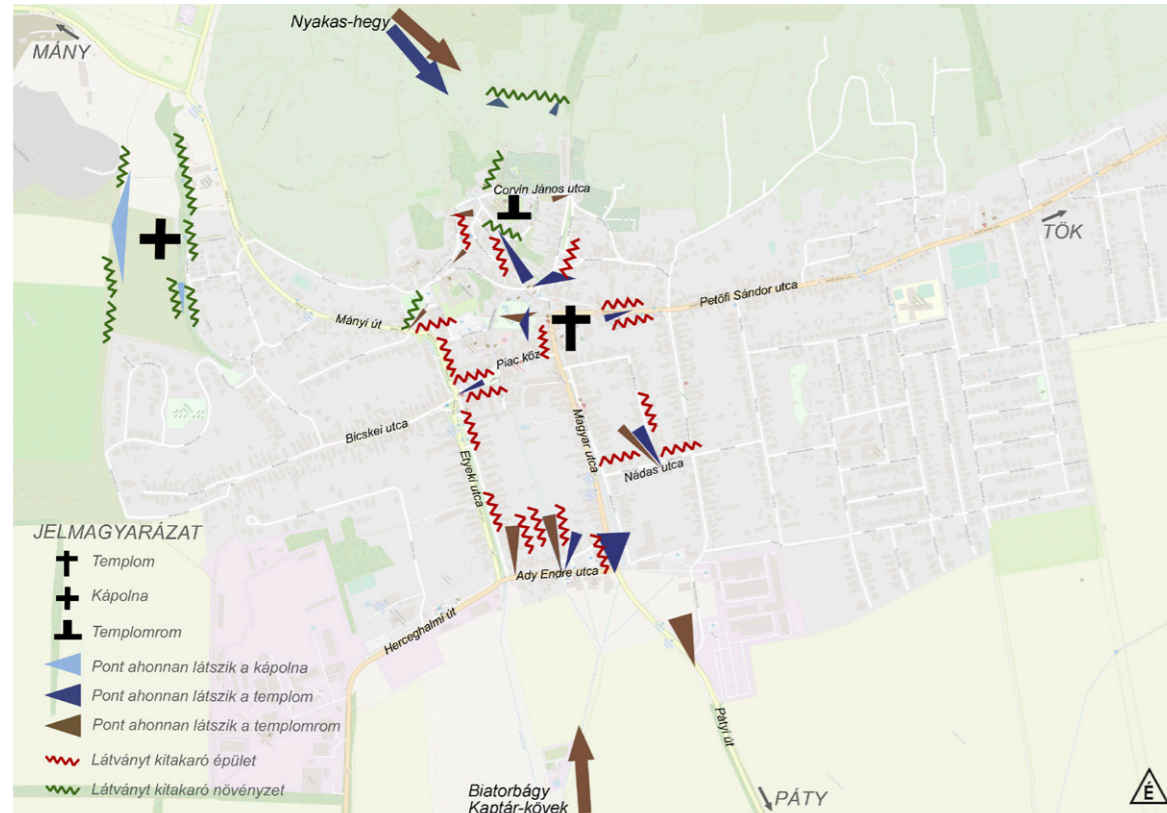 Nyakas-hegy
MÁNY
Corvin János utca
TÖK
Petőfi Sándor utca
Mányi út
Piac köz
Bicskei utca
Etyeki utca
Magyar utca
Nádas utca
Ady Endre utca
Herceghalmi út
Pátyi út
JELMAGYARÁZAT
Templom
Kápolna
Templomrom
Pont ahonnan látszik a kápolna
Pont ahonnan látszik a templom
Pont ahonnan látszik a templomrom
Látványt kitakaró épület
Látványt kitakaró növényzet
Biatorbágy
Kaptár-kövek
PÁTY
É